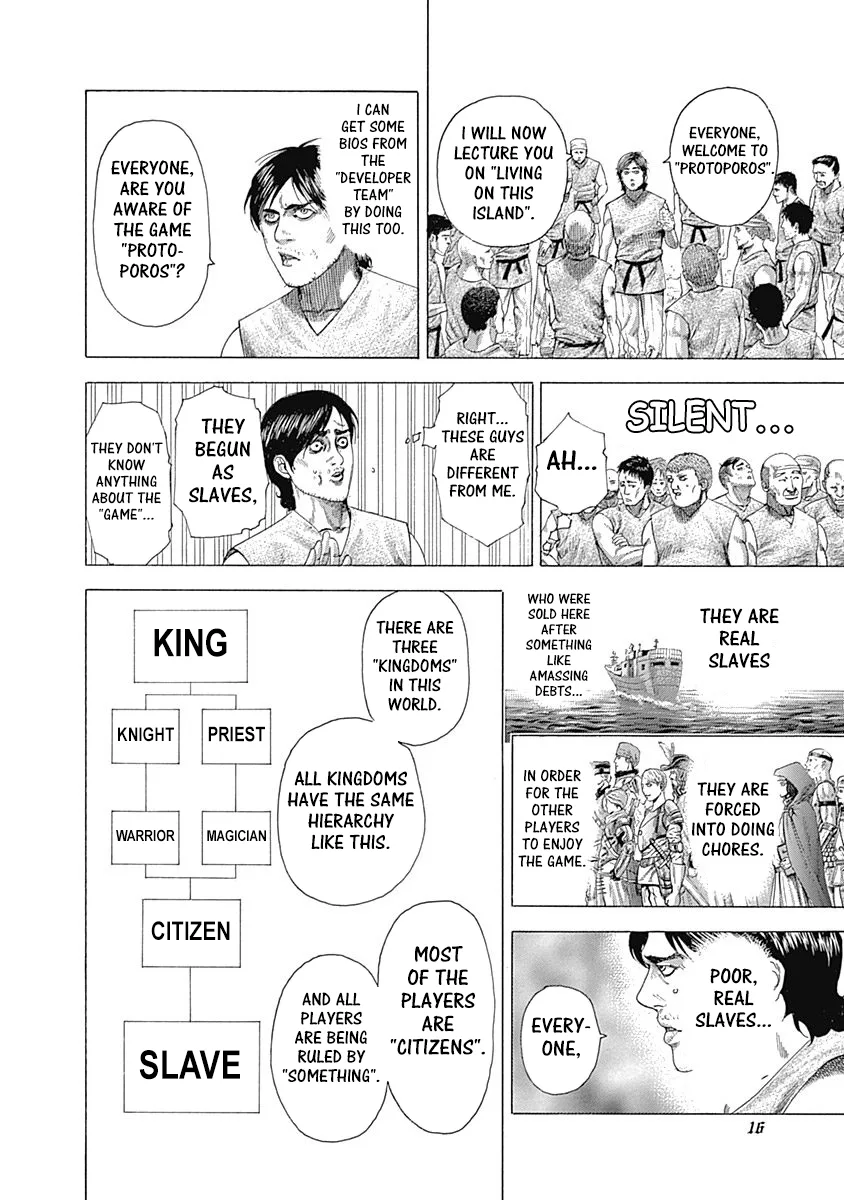 EVERYONE,
WELCOME TO
"PROTOPOROS".
I WILL NOW
LECTURE YOU
ON "LIVING
ON THIS
ISLAND".
I CAN
GET SOME
BIOS FROM
THE
"DEVELOPER
TEAM"
BY DOING
THIS TOO.
EVERYONE,
ARE YOU
AWARE OF
THE GAME
"PROTO-
POROS"?
SILENT...
AH...
RIGHT...
THESE GUYS
ARE
DIFFERENT
FROM ME.
THEY
BEGUN
AS
SLAVES,
THEY DON'T
KNOW
ANYTHING
ABOUT THE
"GAME"...
THEY ARE
REAL
SLAVES
WHO WERE
SOLD HERE
AFTER
SOMETHING
LIKE
AMASSING
DEBTS...
THEY ARE
FORCED
INTO DOING
CHORES.
IN ORDER
FOR THE
OTHER
PLAYERS
TO ENJOY
THE GAME.
POOR,
REAL
SLAVES...
EVERY-
ONE,
THERE ARE
THREE
"KINGDOMS"
IN THIS
WORLD.
ALL KINGDOMS
HAVE THE SAME
HIERARCHY
LIKE THIS.
KING
KNIGHT
PRIEST
WARRIOR
MAGICIAN
CITIZEN
SLAVE
MOST
OF THE
PLAYERS
ARE
"CITIZENS".
AND ALL
PLAYERS
ARE BEING
RULED BY
"SOMETHING".
16